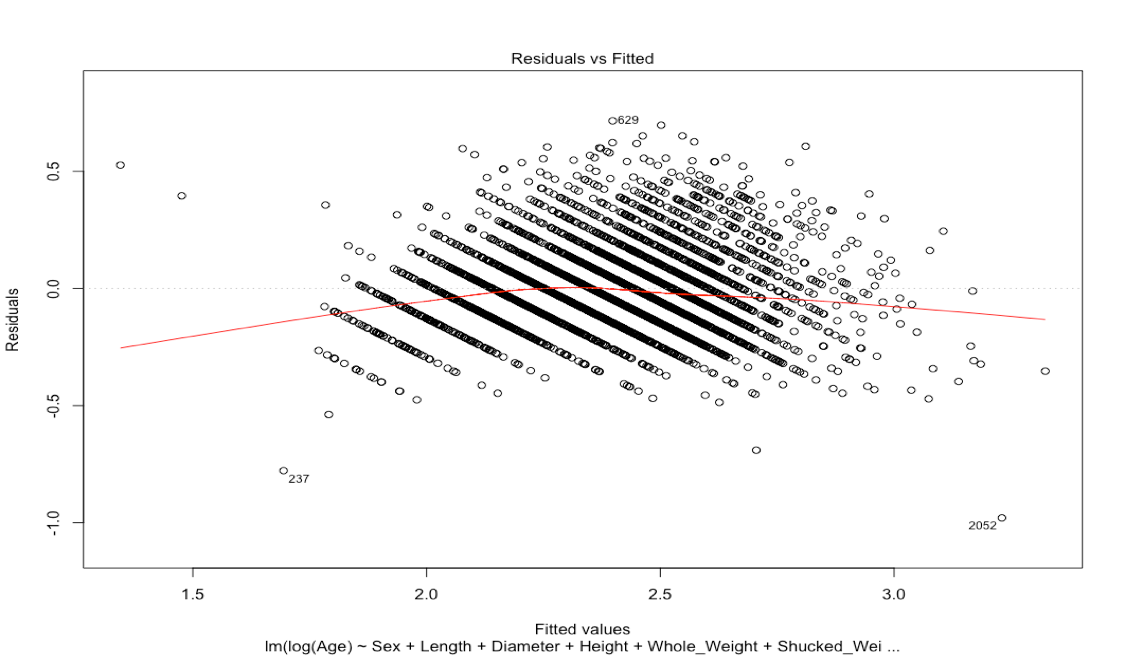 Residuals vs Fitted
Residuals
0.5
0.0
-0.5
-1.0
629
237
2052
1.5 2.0 2.5 3.0
Fitted values
lm(log(Age) ~ Sex + Length + Diameter + Height + Whole_Weight + Shucked_Wei ...